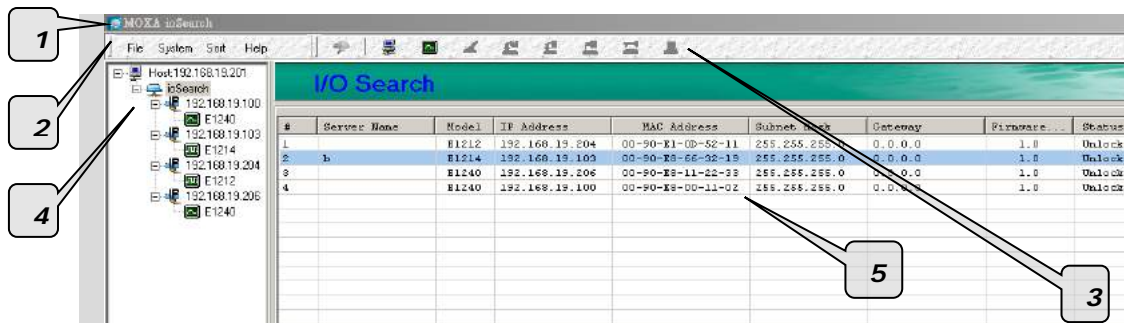 MOXA ioSearch
1
File System Sort Help
2
Host:192.168.19.201
ioSearch
192.168.19.100
E1240
192.168.19.103
E1214
192.168.19.204
E1212
192.168.19.206
E1240
4
I/O Search
# Server Name Model IP Address MAC Address Subnet Mask Gateway Firmware... Status
1 E1212 192.168.19.204 00-90-E1-0D-52-11 255.255.255.0 0.0.0.0 1.0 Unlock
2 b E1214 192.168.19.103 00-90-E8-66-32-19 255.255.255.0 0.0.0.0 1.0 Unlock
3 E1240 192.168.19.206 00-90-E8-11-22-33 255.255.255.0 0.0.0.0 1.0 Unlock
4 E1240 192.168.19.100 00-90-E8-00-11-02 255.255.255.0 0.0.0.0 1.0 Unlock
5
3